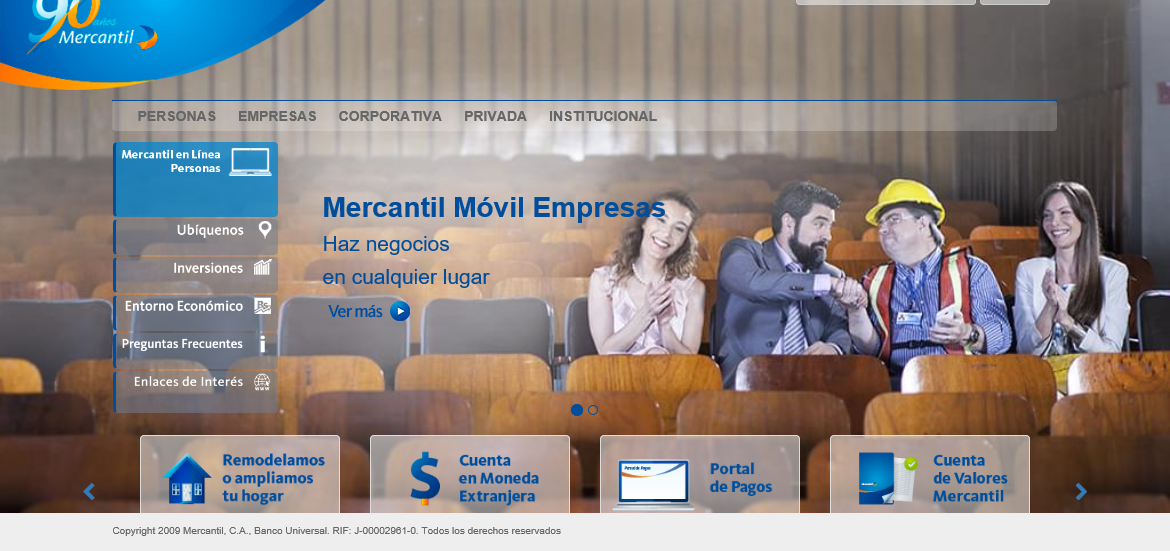 90
años
Mercantil
PERSONAS EMPRESAS CORPORATIVA PRIVADA INSTITUCIONAL
Mercantil en Línea
Personas
Ubíquenos
Inversiones
Entorno Económico
Preguntas Frecuentes
Enlaces de Interés
Mercantil Móvil Empresas
Haz negocios
en cualquier lugar
Ver más
Remodelamos
o ampliamos
tu hogar
Cuenta
en Moneda
Extranjera
Portal
de Pagos
Cuenta
de Valores
Mercantil
Copyright 2009 Mercantil, C.A., Banco Universal. RIF: J-00002961-0. Todos los derechos reservados